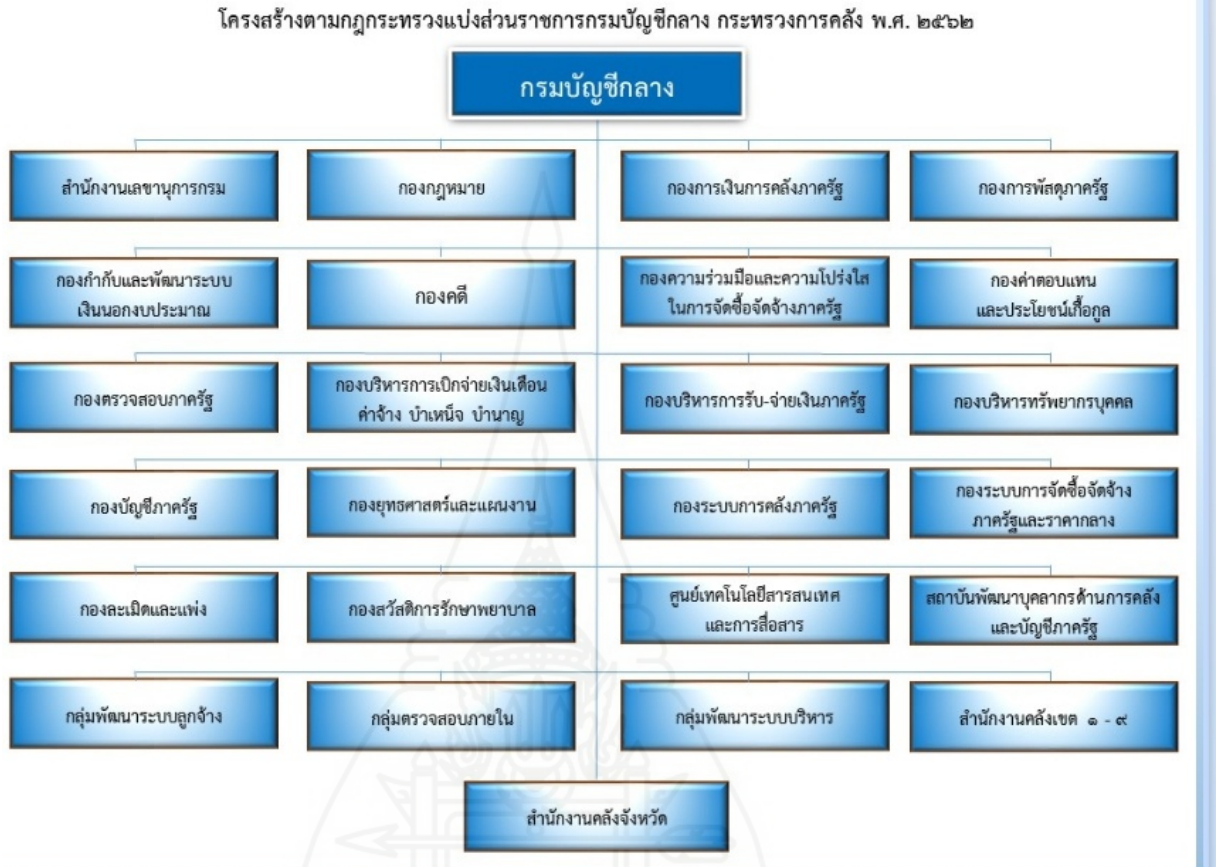 โครงสร้างตามกฎกระทรวงแบ่งส่วนราชการกรมบัญชีกลาง กระทรวงการคลัง พ.ศ. ๒๕๖๒
กรมบัญชีกลาง
สำนักงานเลขานุการกรม
กองกฎหมาย
กองการเงินการคลังภาครัฐ
กองการพัสดุภาครัฐ
กองกำกับและพัฒนาระบบ
เงินนอกงบประมาณ
กองคดี
กองความร่วมมือและความโปร่งใส
ในการจัดซื้อจัดจ้างภาครัฐ
กองค่าตอบแทน
และประโยชน์เกื้อกูล
กองตรวจสอบภาครัฐ
กองบริหารการเบิกจ่ายเงินเดือน
ค่าจ้าง บำเหน็จ บำนาญ
กองบริหารการรับ-จ่ายเงินภาครัฐ
กองบริหารทรัพยากรบุคคล
กองบัญชีภาครัฐ
กองยุทธศาสตร์และแผนงาน
กองระบบการคลังภาครัฐ
กองระบบการจัดซื้อจัดจ้าง
ภาครัฐและราคากลาง
กองละเมิดและแพ่ง
กองสวัสดิการรักษาพยาบาล
ศูนย์เทคโนโลยีสารสนเทศ
และการสื่อสาร
สถาบันพัฒนาบุคลากรด้านการคลัง
และบัญชีภาครัฐ
กลุ่มพัฒนาระบบลูกจ้าง
กลุ่มตรวจสอบภายใน
กลุ่มพัฒนาระบบบริหาร
สำนักงานคลังเขต ๑ - ๙
สำนักงานคลังจังหวัด